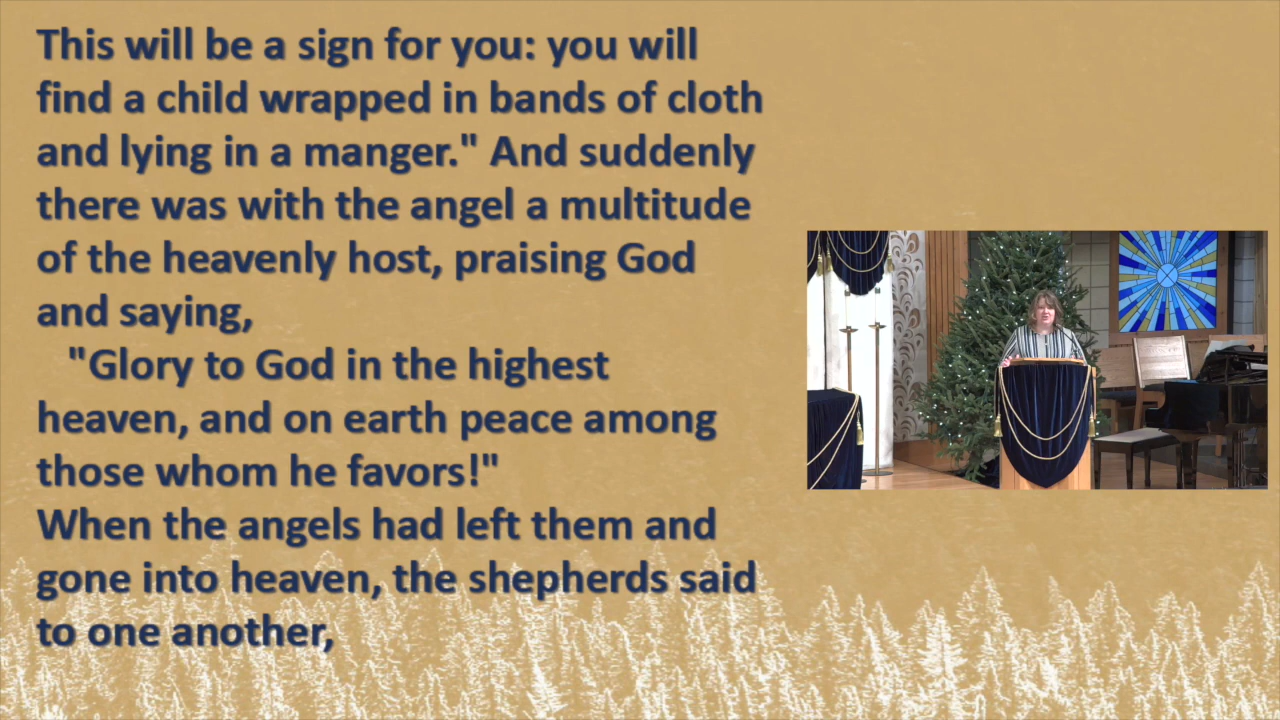 This will be a sign for you: you will
find a child wrapped in bands of cloth
and lying in a manger." And suddenly
there was with the angel a multitude
of the heavenly host, praising God
and saying,
"Glory to God in the highest
heaven, and on earth peace among
those whom he favors!"
When the angels had left them and
gone into heaven, the shepherds said
to one another,